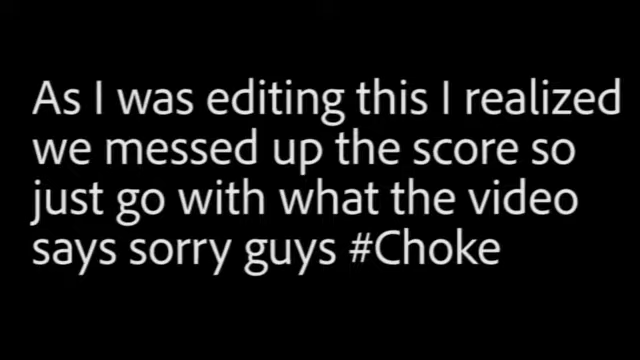 As I was editing this I realized
we messed up the score so
just go with what the video
says sorry guys #Choke